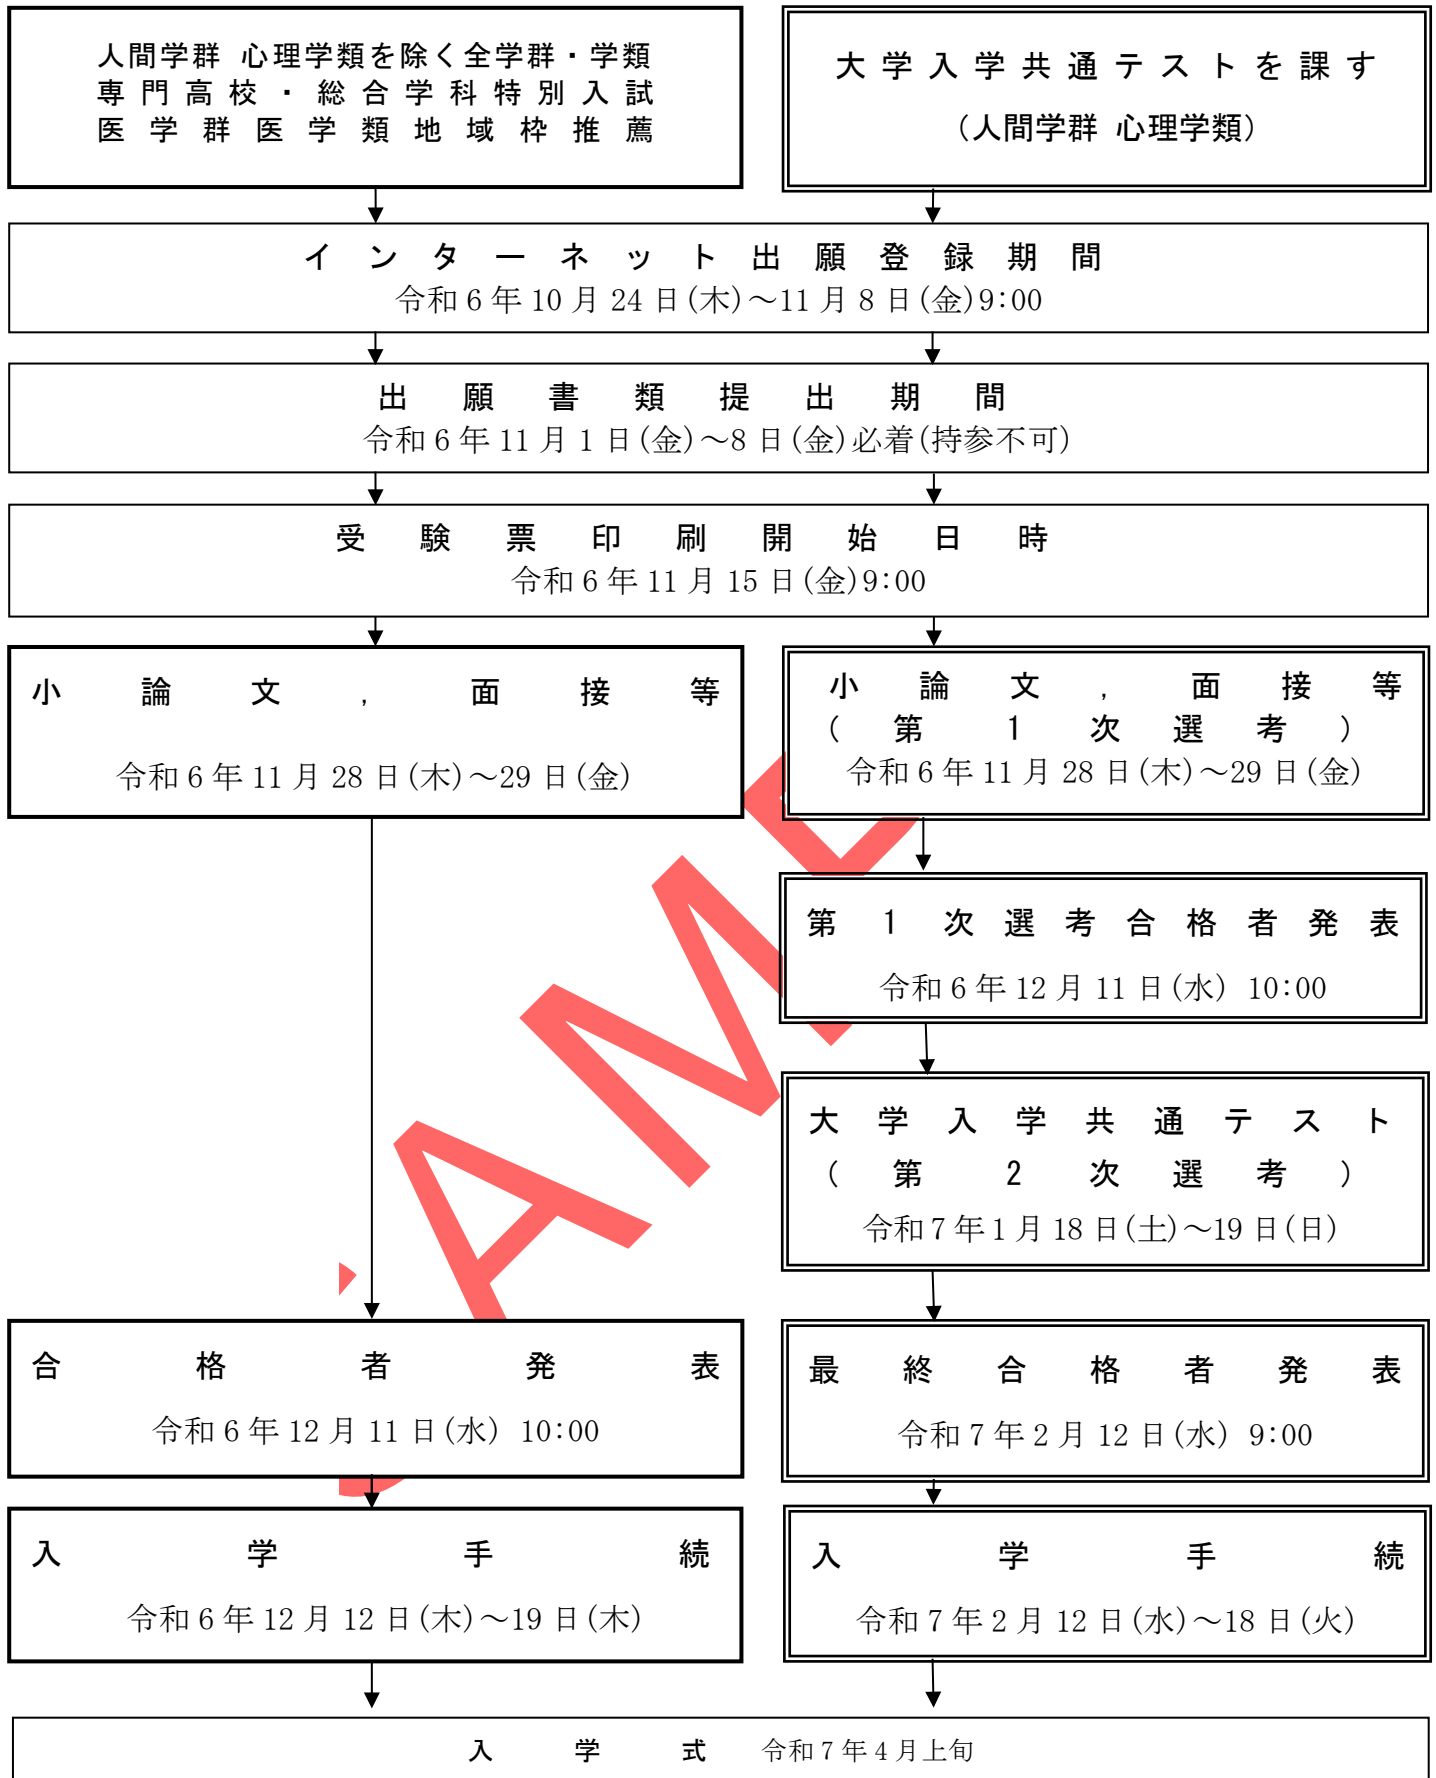 人間学群 心理学類を除く全学群・学類
専門高校・総合学科特別入試
医学群医学類地域枠推薦
大学入学共通テストを課す
(人間学群 心理学類)
インターネット出願登録期間
令和6年10月24日(木)～11月8日(金)9:00
出願書類提出期間
令和6年11月1日(金)～8日(金)必着(持参不可)
受験票印刷開始日時
令和6年11月15日(金)9:00
小論文，面接等
令和6年11月28日(木)～29日(金)
小論文，面接等
(第1次選考)
令和6年11月28日(木)～29日(金)
第1次選考合格者発表
令和6年12月11日(水) 10:00
大学入学共通テスト
(第2次選考)
令和7年1月18日(土)～19日(日)
合格者発表
令和6年12月11日(水) 10:00
最終合格者発表
令和7年2月12日(水) 9:00
入学手続
令和6年12月12日(木)～19日(木)
入学手続
令和7年2月12日(水)～18日(火)
入学式 令和7年4月上旬